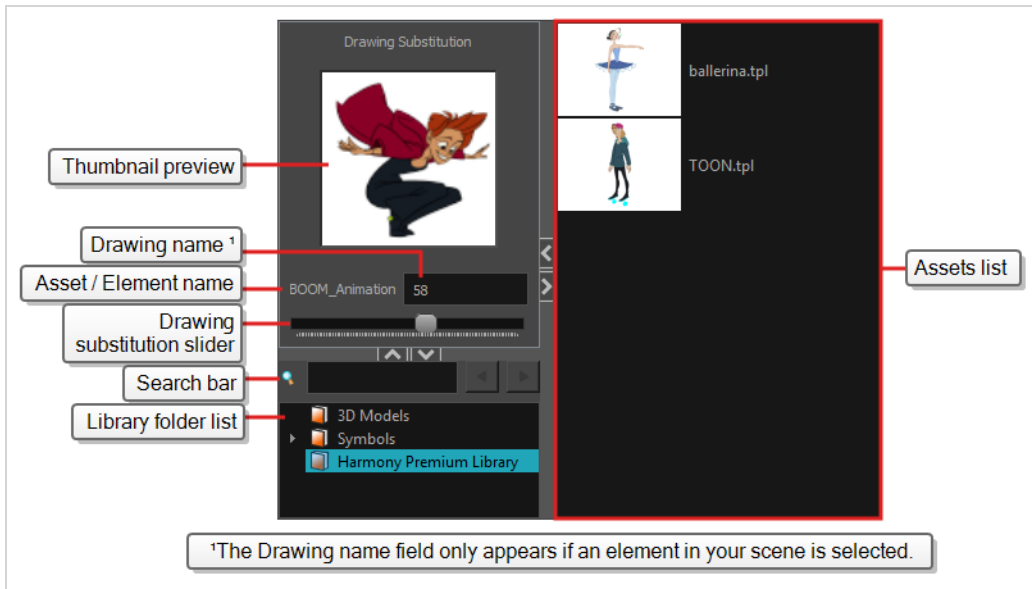 Drawing Substitution
ballerina.tpl
TOON.tpl
Thumbnail preview
Drawing name ¹
Asset / Element name
BOOM_Animation
58
Assets list
Drawing
substitution slider
Search bar
Library folder list
3D Models
Symbols
Harmony Premium Library
¹The Drawing name field only appears if an element in your scene is selected.